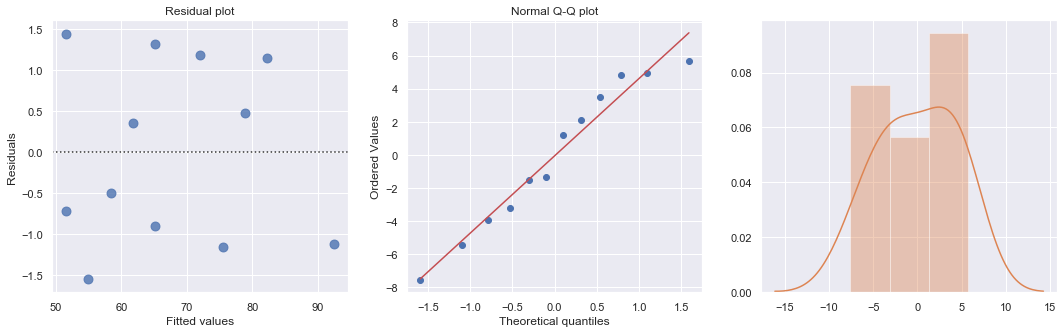 Residual plot
1.5
1.0
0.5
0.0
−0.5
−1.0
−1.5
50 60 70 80 90
Residuals
Fitted values
Normal Q-Q plot
8
6
4
2
0
−2
−4
−6
−8
−1.5 −1.0 −0.5 0.0 0.5 1.0 1.5
Ordered Values
Theoretical quantiles
0.08
0.06
0.04
0.02
0.00
−15 −10 −5 0 5 10 15